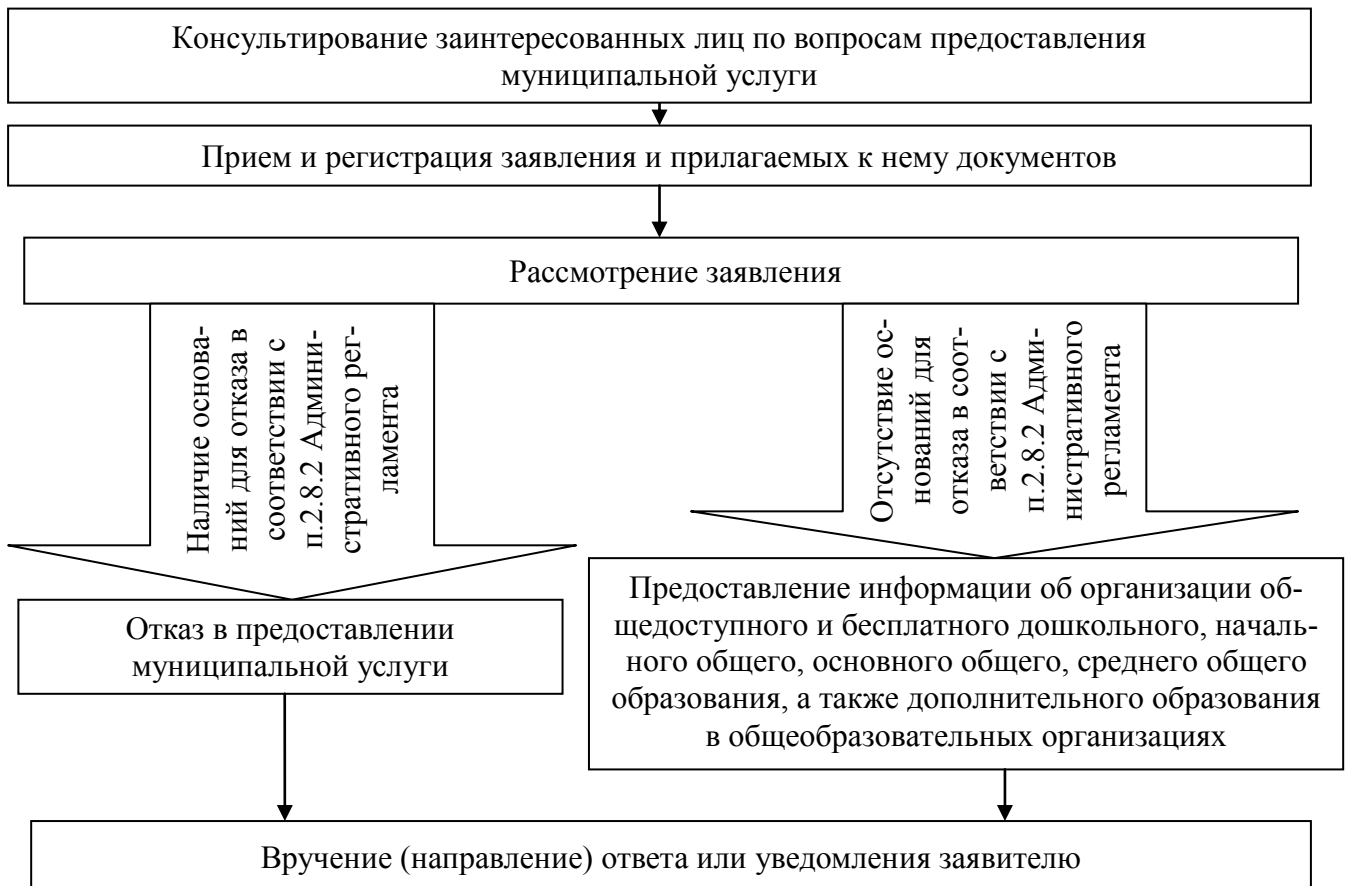 Консультирование заинтересованных лиц по вопросам предоставления
муниципальной услуги
Прием и регистрация заявления и прилагаемых к нему документов
Рассмотрение заявления
Наличие основа-
ний для отказа в
соответствии с
п.2.8.2 Админи-
стративного рег-
ламента
Отсутствие ос-
нований для
отказа в соот-
ветствии с
п.2.8.2 Адми-
нистративного
регламента
Отказ в предоставлении
муниципальной услуги
Предоставление информации об организации об-
щедоступного и бесплатного дошкольного, началь-
ного общего, основного общего, среднего общего
образования, а также дополнительного образования
в общеобразовательных организациях
Вручение (направление) ответа или уведомления заявителю